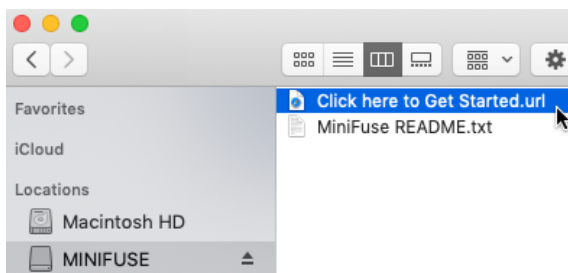 Favorites
iCloud
Locations
Macintosh HD
MINIFUSE
Click here to Get Started.url
MiniFuse README.txt